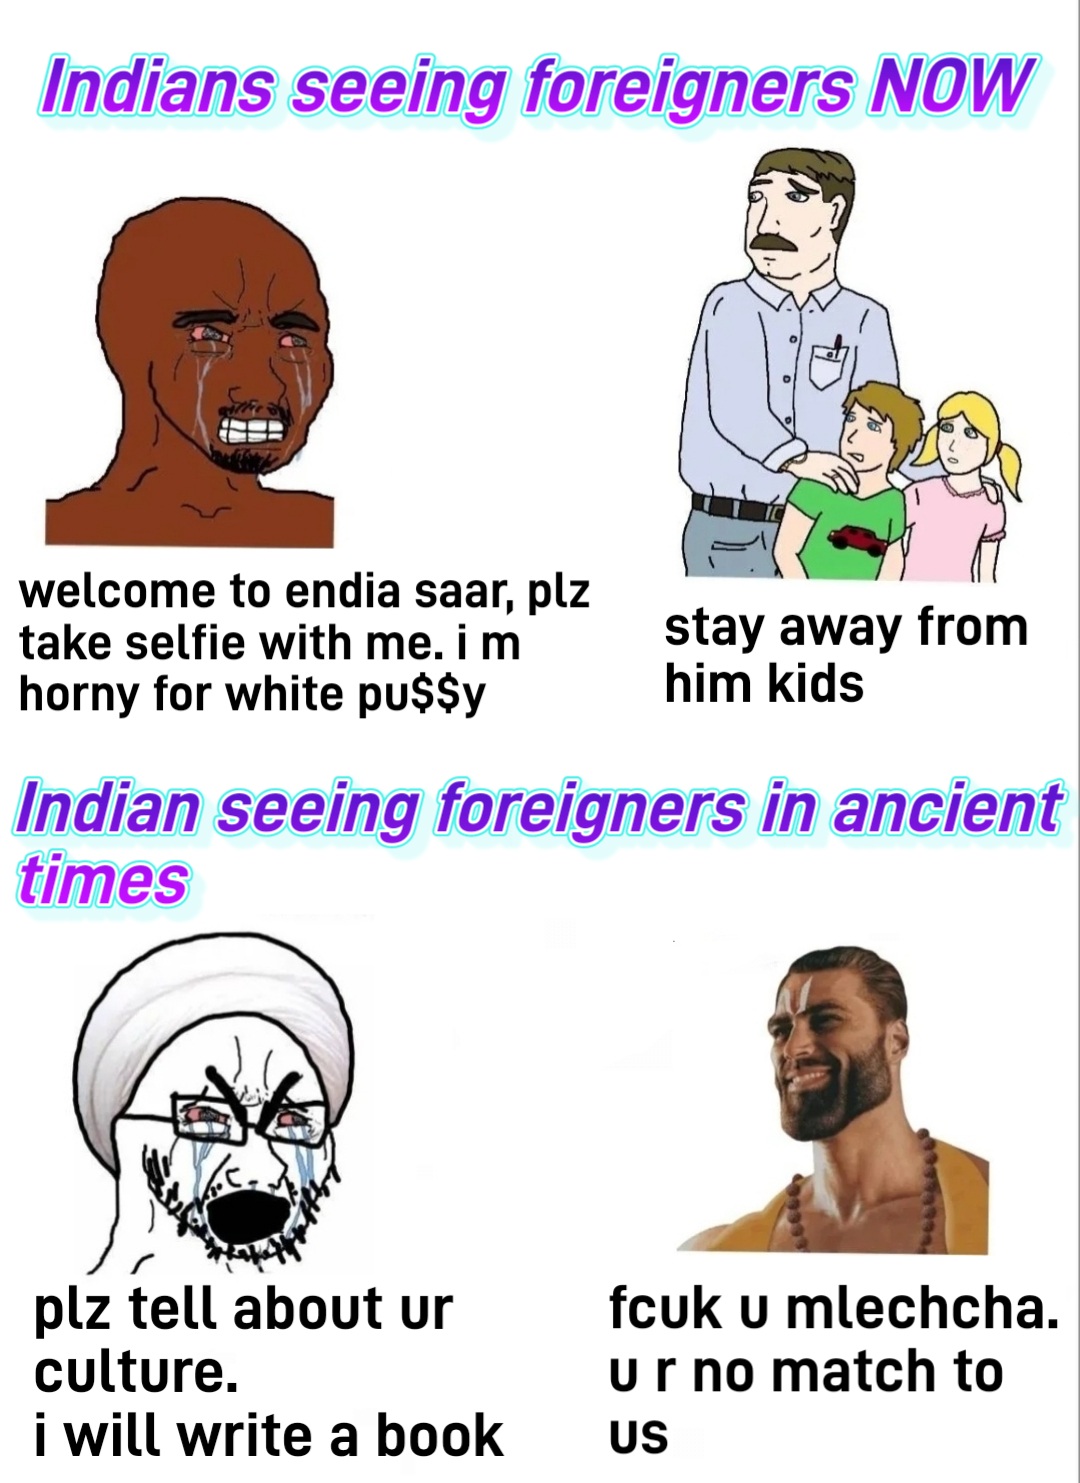 Indians seeing foreigners NOW
welcome to endia saar, plz
take selfie with me. i m
horny for white pu$$y
stay away from
him kids
Indian seeing foreigners in ancient
times
plz tell about ur
culture.
i will write a book
fcuk u mlechcha.
u r no match to
us